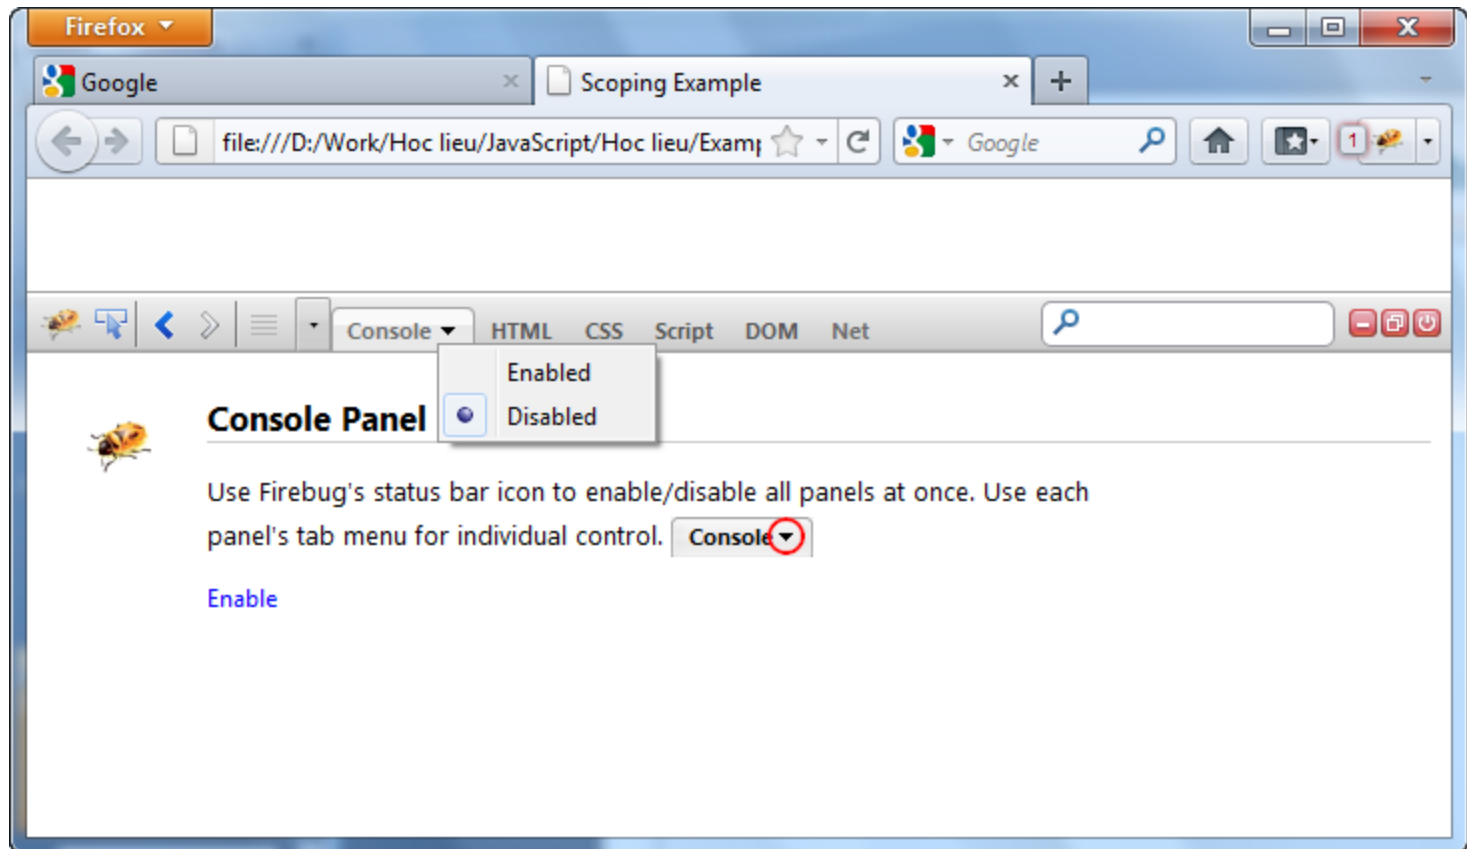 Firefox
Google
Scoping Example
file:///D:/Work/Hoc lieu/JavaScript/Hoc lieu/Examp
Google
1
Console HTML CSS Script DOM Net
Enabled
Disabled
Console Panel
Use Firebug's status bar icon to enable/disable all panels at once. Use each
panel's tab menu for individual control. Console
Enable